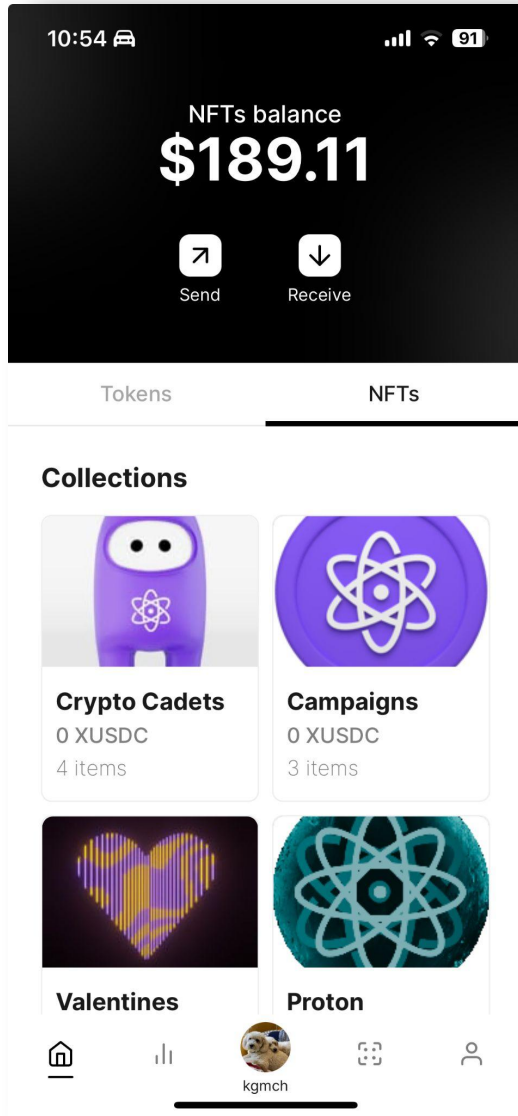 10:54
91
NFTs balance
$189.11
Send Receive
Tokens NFTs
Collections
Crypto Cadets
0 XUSDC
4 items
Campaigns
0 XUSDC
3 items
Valentines
Proton
kgmch